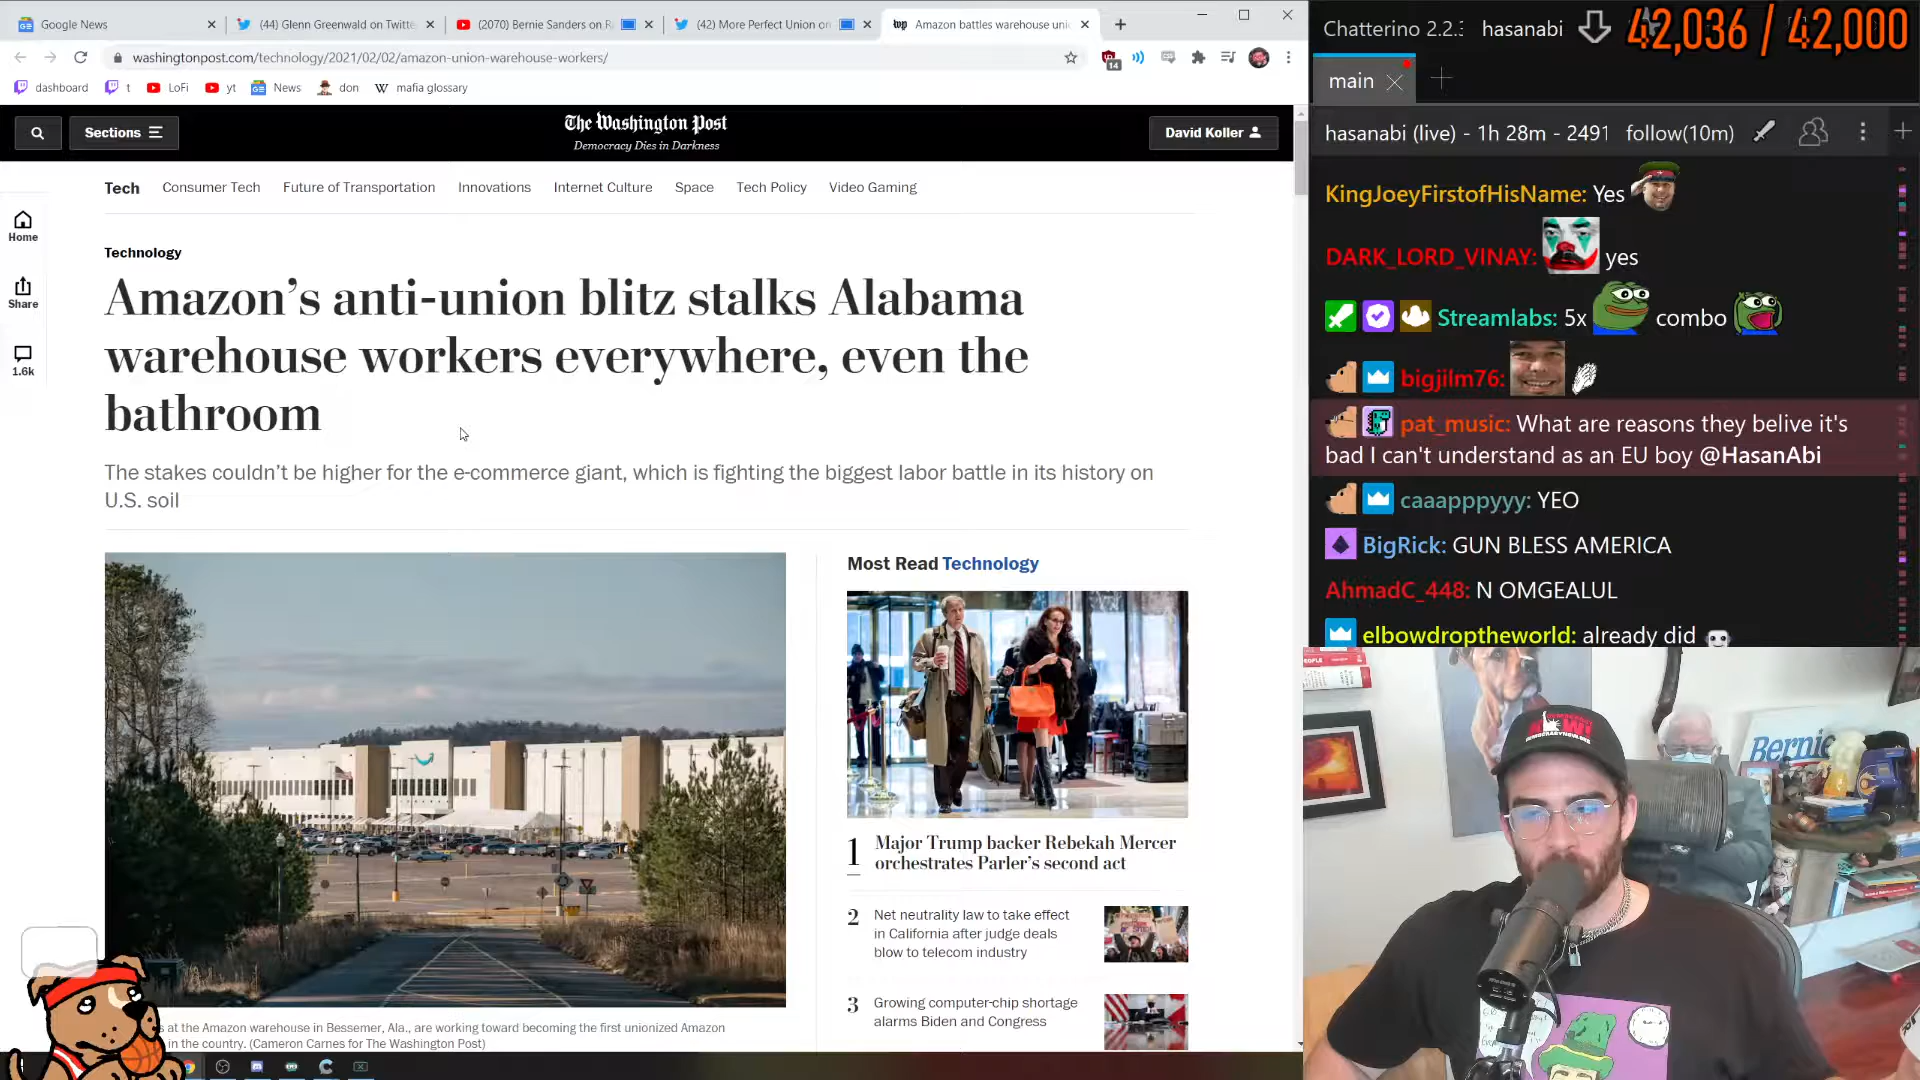 Google News
(44) Glenn Greenwald on Twitte
(2070) Bernie Sanders on R
(42) More Perfect Union on
wp
Amazon battles warehouse uni
washingtonpost.com/technology/2021/02/02/amazon-union-warehouse-workers/
14
dashboard
t
LoFi
yt
News
don
W
mafia glossary
Sections
The Washington Post
Democracy Dies in Darkness
David Koller
Tech
Consumer Tech
Future of Transportation
Innovations
Internet Culture
Space
Tech Policy
Video Gaming
Home
Share
1.6k
Technology
Amazon’s anti-union blitz stalks Alabama
warehouse workers everywhere, even the
bathroom
The stakes couldn’t be higher for the e-commerce giant, which is fighting the biggest labor battle in its history on
U.S. soil
Most Read Technology
1
Major Trump backer Rebekah Mercer
orchestrates Parler’s second act
2
Net neutrality law to take effect
in California after judge deals
blow to telecom industry
3
Growing computer-chip shortage
alarms Biden and Congress
at the Amazon warehouse in Bessemer, Ala., are working toward becoming the first unionized Amazon
in the country. (Cameron Carnes for The Washington Post)
Chatterino 2.2.
hasanabi
42,036 / 42,000
main
hasanabi (live) - 1h 28m - 2491
follow(10m)
KingJoeyFirstofHisName: Yes
DARK_LORD_VINAY: yes
Streamlabs: 5x combo
bigjilm76:
pat_music: What are reasons they belive it's
bad I can't understand as an EU boy @HasanAbi
caaapppyyy: YEO
BigRick: GUN BLESS AMERICA
AhmadC_448: N OMGEALUL
elbowdroptheworld: already did
Bernie